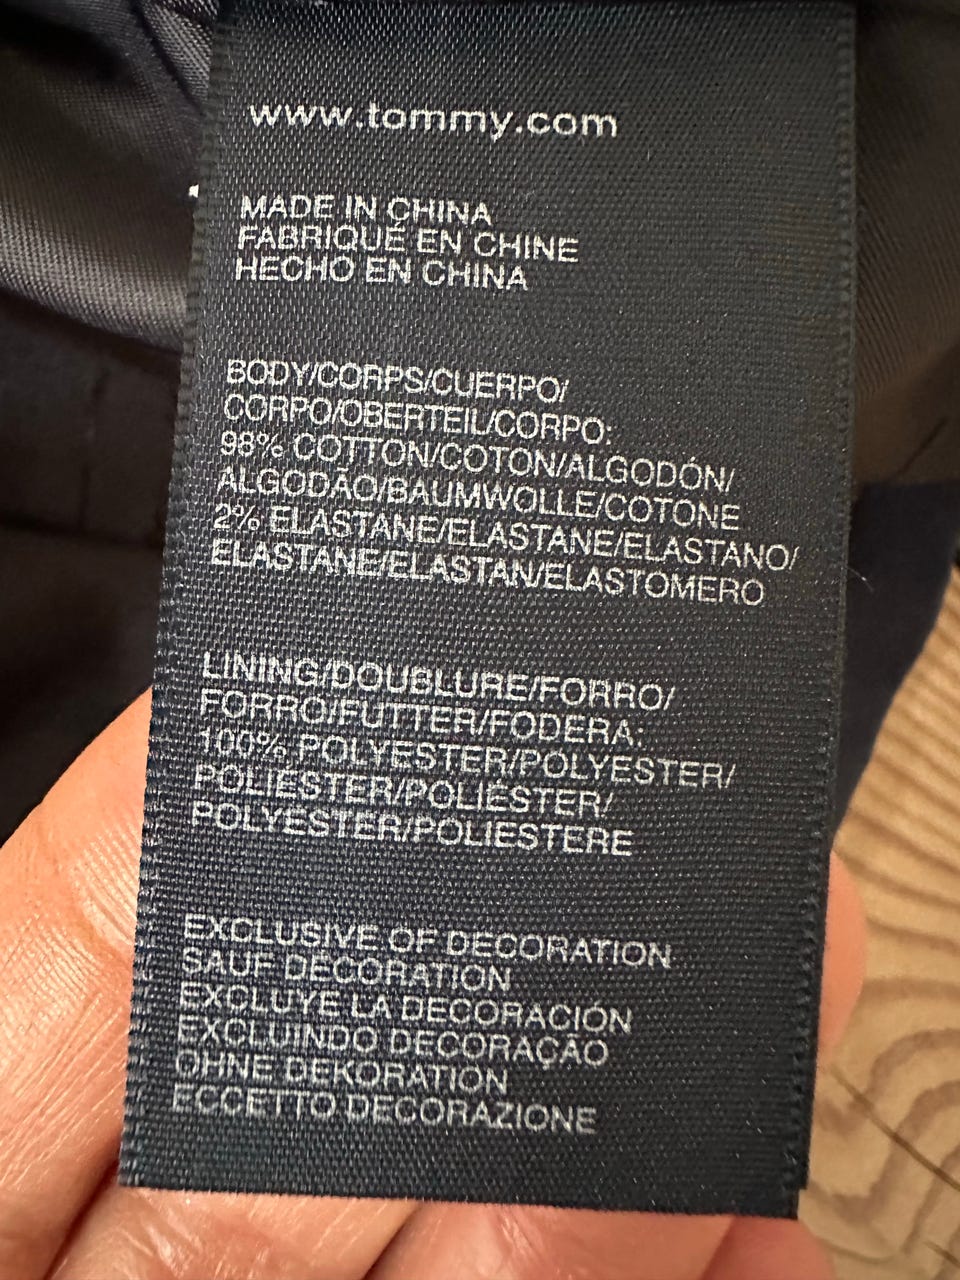 www.tommy.com
MADE IN CHINA
FABRIQUÉ EN CHINE
HECHO EN CHINA
BODY/CORPS/CUERPO/
CORPO/OBERTEIL/CORPO:
98% COTTON/COTON/ALGODÓN/
ALGODÃO/BAUMWOLLE/COTONE
2% ELASTANE/ELASTANE/ELASTANO/
ELASTANE/ELASTAN/ELASTOMERO
LINING/DOUBLURE/FORRO/
FORRO/FUTTER/FODERA:
100% POLYESTER/POLYESTER/
POLIÉSTER/POLIÉSTER/
POLYESTER/POLIESTERE
EXCLUSIVE OF DECORATION
SAUF DÉCORATION
EXCLUYE LA DECORACIÓN
EXCLUINDO DECORAÇÃO
OHNE DEKORATION
ECCETTO DECORAZIONE